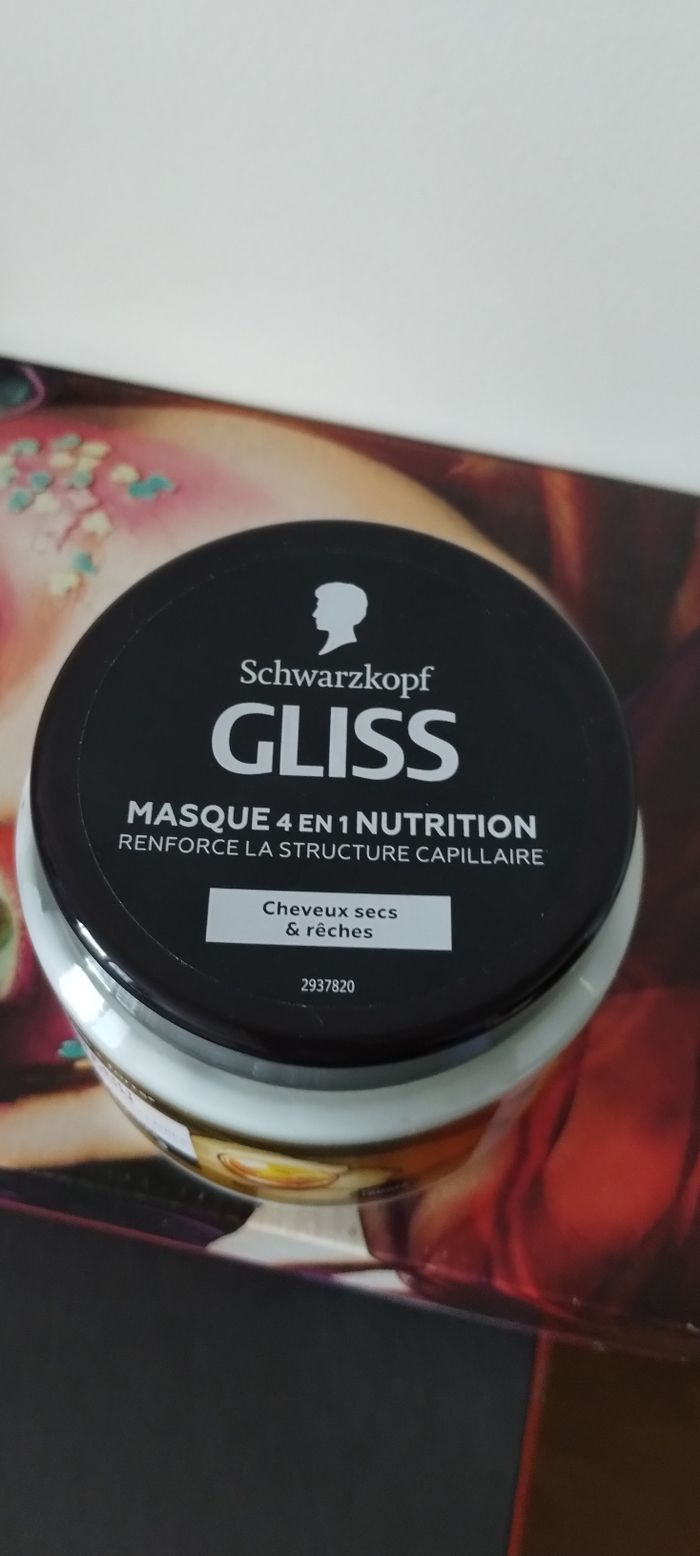 Schwarzkopf
GLISS
MASQUE 4 EN 1 NUTRITION
RENFORCE LA STRUCTURE CAPILLAIRE
Cheveux secs
& rêches
2937820